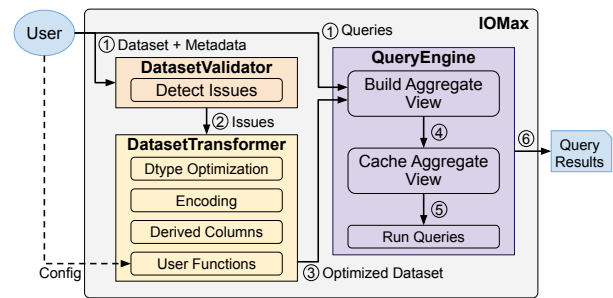 User
IOMax
① Dataset + Metadata
① Queries
DatasetValidator
Detect Issues
② Issues
DatasetTransformer
Dtype Optimization
Encoding
Derived Columns
User Functions
Config
③ Optimized Dataset
QueryEngine
Build Aggregate
View
④
Cache Aggregate
View
⑤
Run Queries
⑥
Query
Results